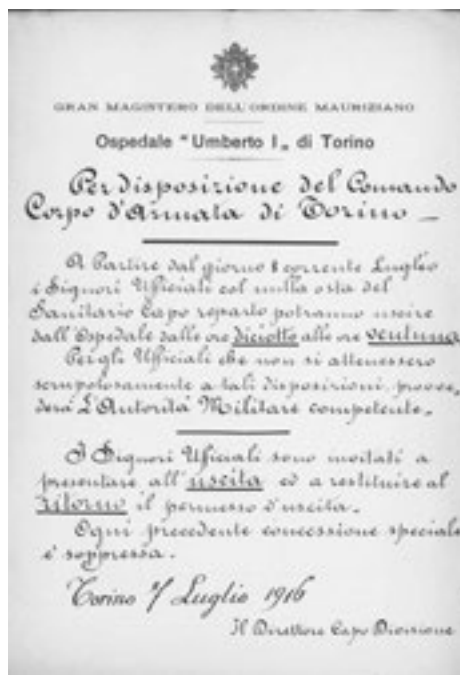 GRAN MAGISTERO DELL'ORDINE MAURIZIANO
Ospedale "Umberto I„ di Torino
Per disposizione del Comando
Corpo d'Armata di Torino —
A Partire dal giorno 8 corrente Luglio
i Signori Ufficiali col nulla osta del
Sanitario Capo reparto potranno uscire
dall'Ospedale dalle ore diciotto alle ore ventuna
Per gli Ufficiali che non si attenessero
scrupolosamente a tali disposizioni, provve-
derà L'Autorità Militare competente.
I Signori Ufficiali sono invitati a
presentare all'uscita ed a restituire al
ritorno il permesso d'uscita.
Ogni precedente concessione speciale
e' soppressa.
Torino 7/ Luglio 1916
Il Direttore Capo Divisione